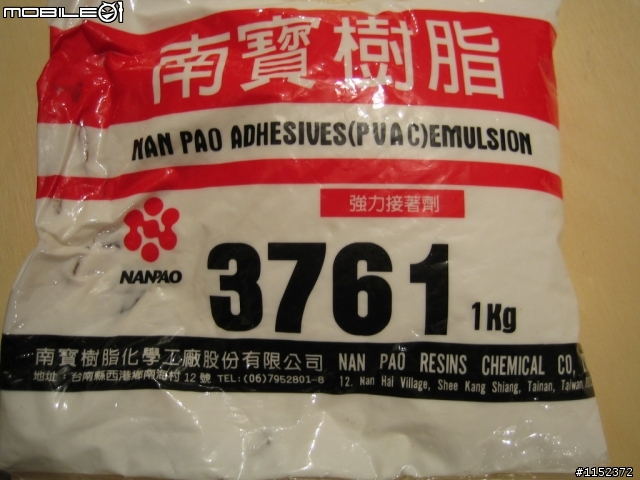 MOBILE01
南寶樹脂
NAN PAO ADHESIVES(PVAC)EMULSION
強力接著劑
NANPAO
3761
1Kg
南寶樹脂化學工廠股份有限公司 NAN PAO RESINS CHEMICAL CO,
地址：台南縣西港鄉南海村12號 TEL:(06)7952801-8 12. Nan Hai Village, Shee Kang Shiang, Tainan, Taiwan,
#1152372